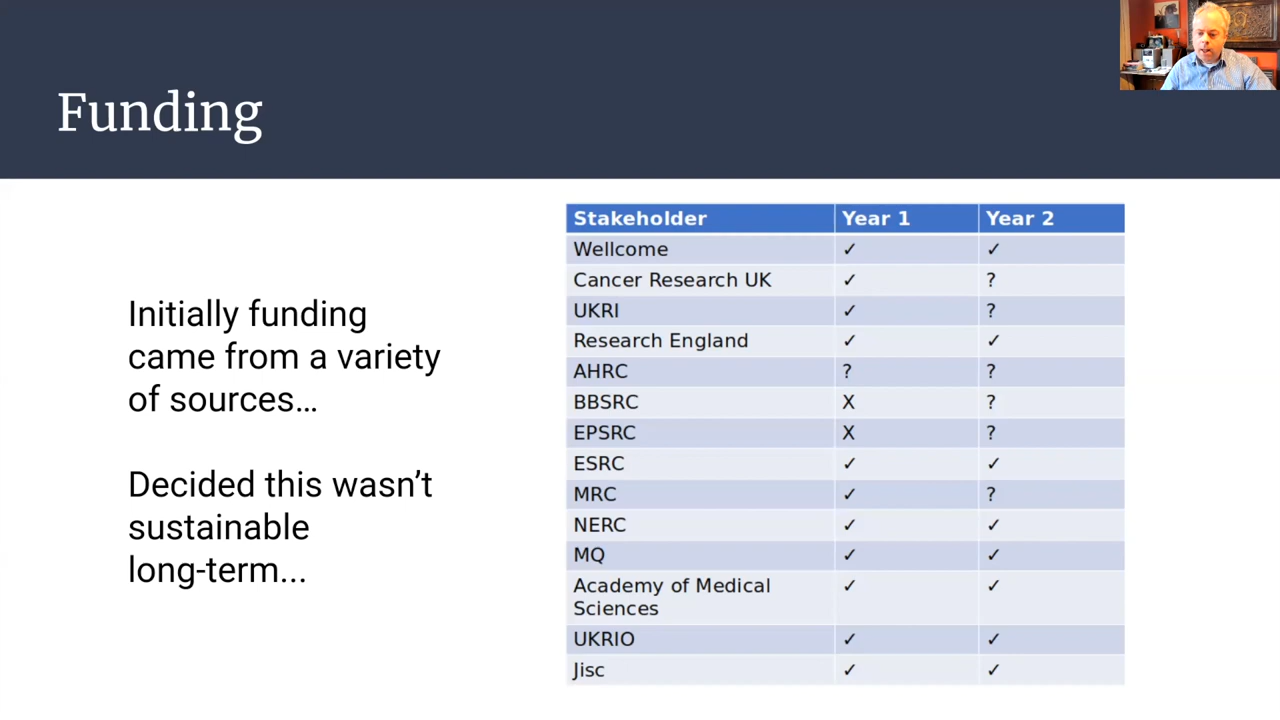 Funding
Initially funding
came from a variety
of sources…
Decided this wasn’t
sustainable
long-term...
Stakeholder Year 1 Year 2
Wellcome ✓ ✓
Cancer Research UK ✓ ?
UKRI ✓ ?
Research England ✓ ✓
AHRC ? ?
BBSRC X ?
EPSRC X ?
ESRC ✓ ✓
MRC ✓ ?
NERC ✓ ✓
MQ ✓ ✓
Academy of Medical ✓ ✓
Sciences
UKRIO ✓ ✓
Jisc ✓ ✓